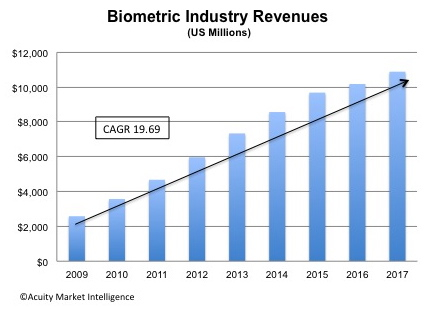 Biometric Industry Revenues
(US Millions)
$12,000
$10,000
$8,000
$6,000
$4,000
$2,000
$0
CAGR 19.69
2009 2010 2011 2012 2013 2014 2015 2016 2017
©Acuity Market Intelligence